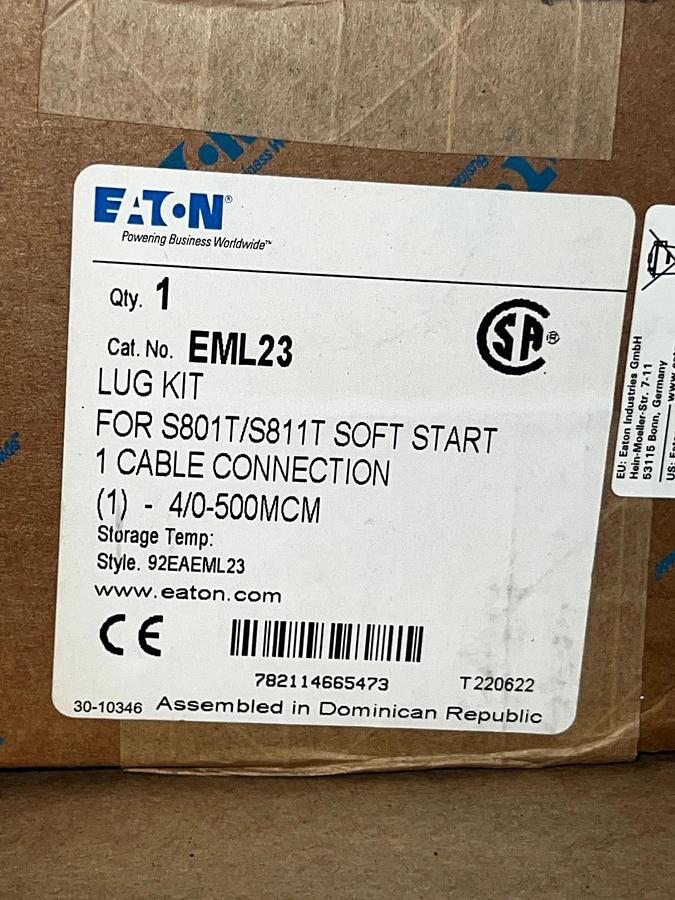 EATON®
Powering Business Worldwide™
Qty. 1
SA®
Cat. No. EML23
LUG KIT
FOR S801T/S811T SOFT START
1 CABLE CONNECTION
(1) - 4/0-500MCM
Storage Temp:
Style. 92EAEML23
www.eaton.com
CE
782114665473
T220622
30-10346 Assembled in Dominican Republic
EU: Eaton Industries GmbH
Hein-Moeller-Str. 7-11
53115 Bonn, Germany